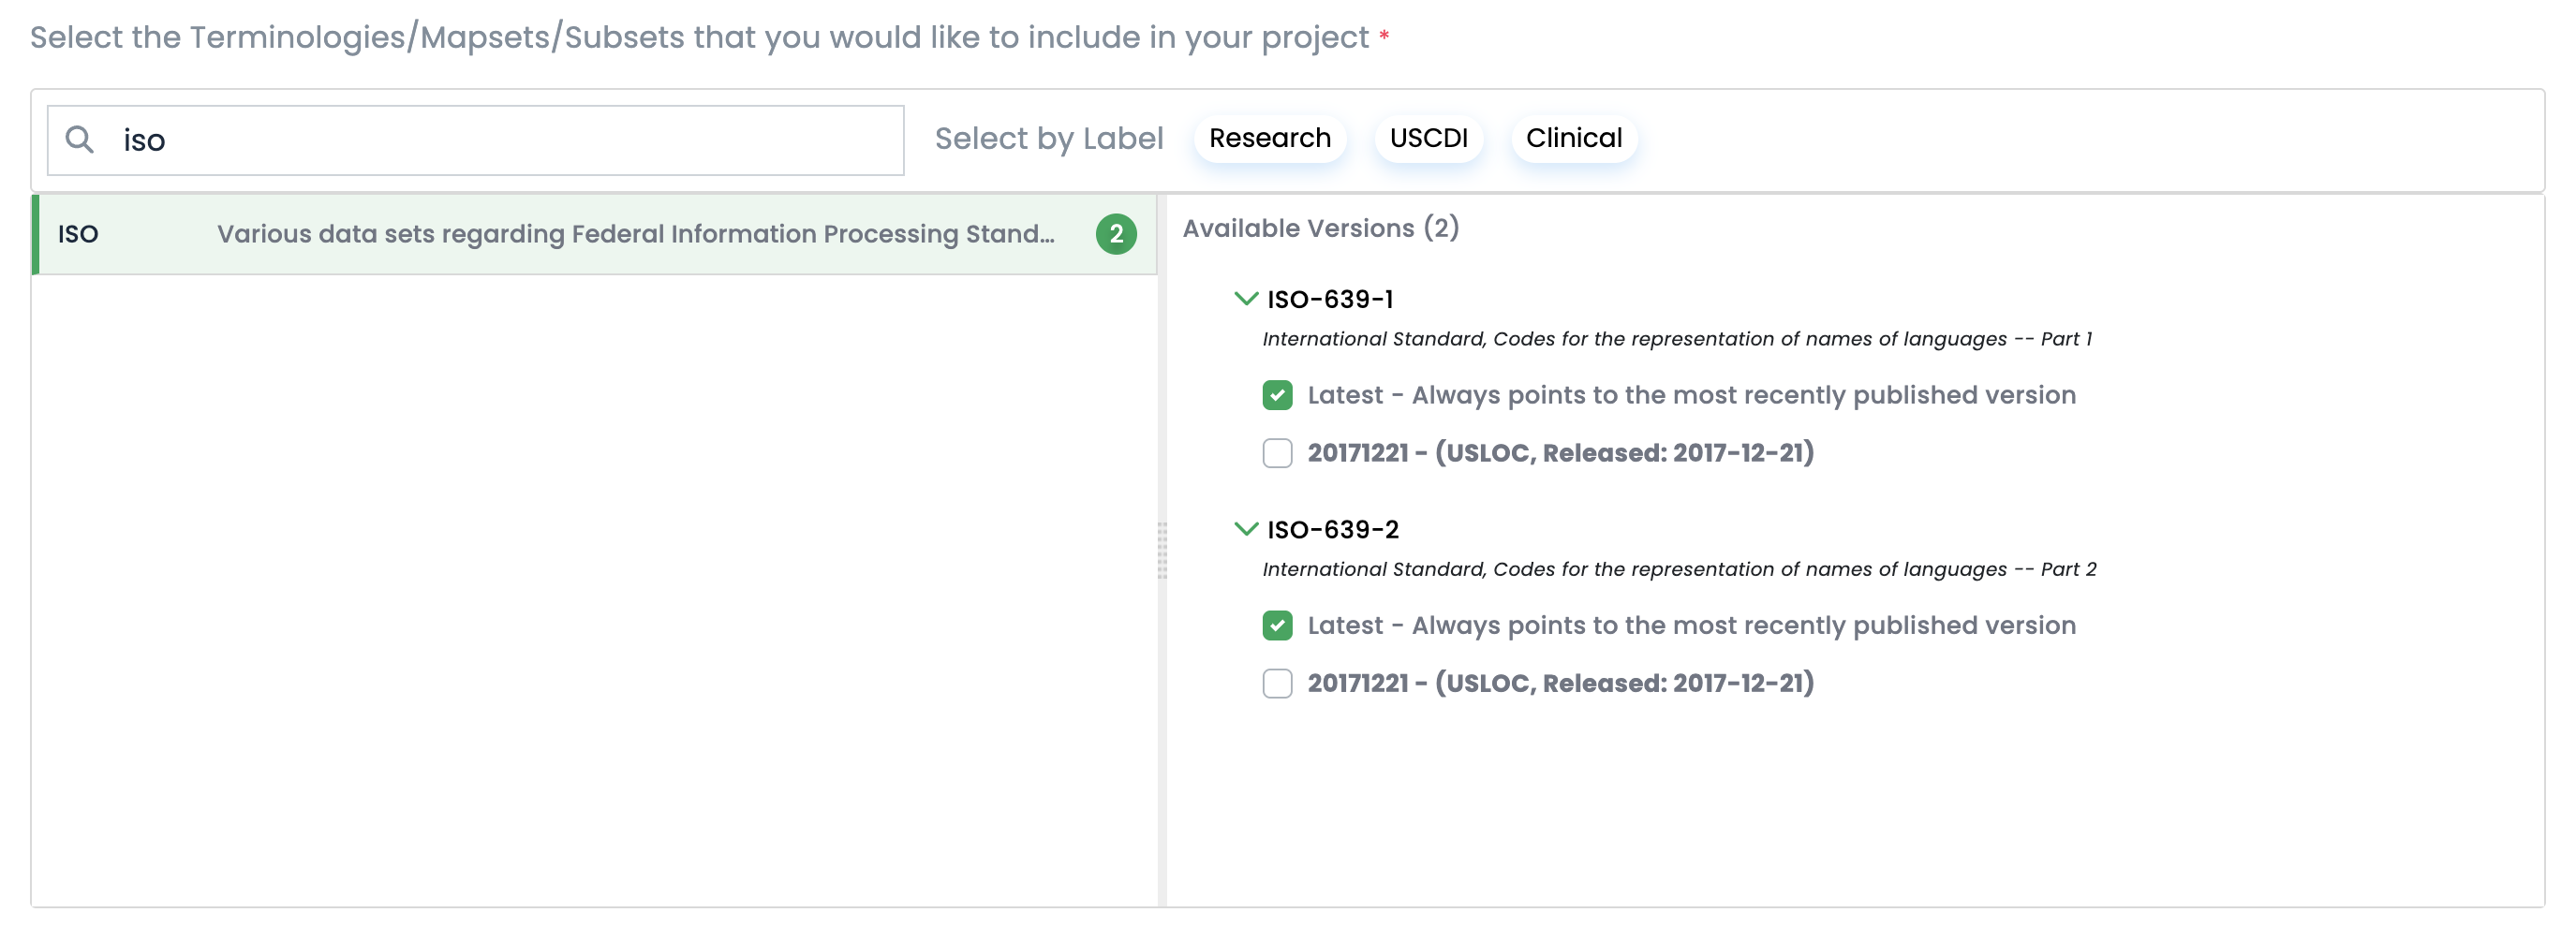 Select the Terminologies/Mapsets/Subsets that you would like to include in your project *
iso
Select by Label Research USCDI Clinical
ISO Various data sets regarding Federal Information Processing Stand... 2
Available Versions (2)
ISO-639-1
International Standard, Codes for the representation of names of languages -- Part 1
Latest - Always points to the most recently published version
20171221 - (USLOC, Released: 2017-12-21)
ISO-639-2
International Standard, Codes for the representation of names of languages -- Part 2
Latest - Always points to the most recently published version
20171221 - (USLOC, Released: 2017-12-21)